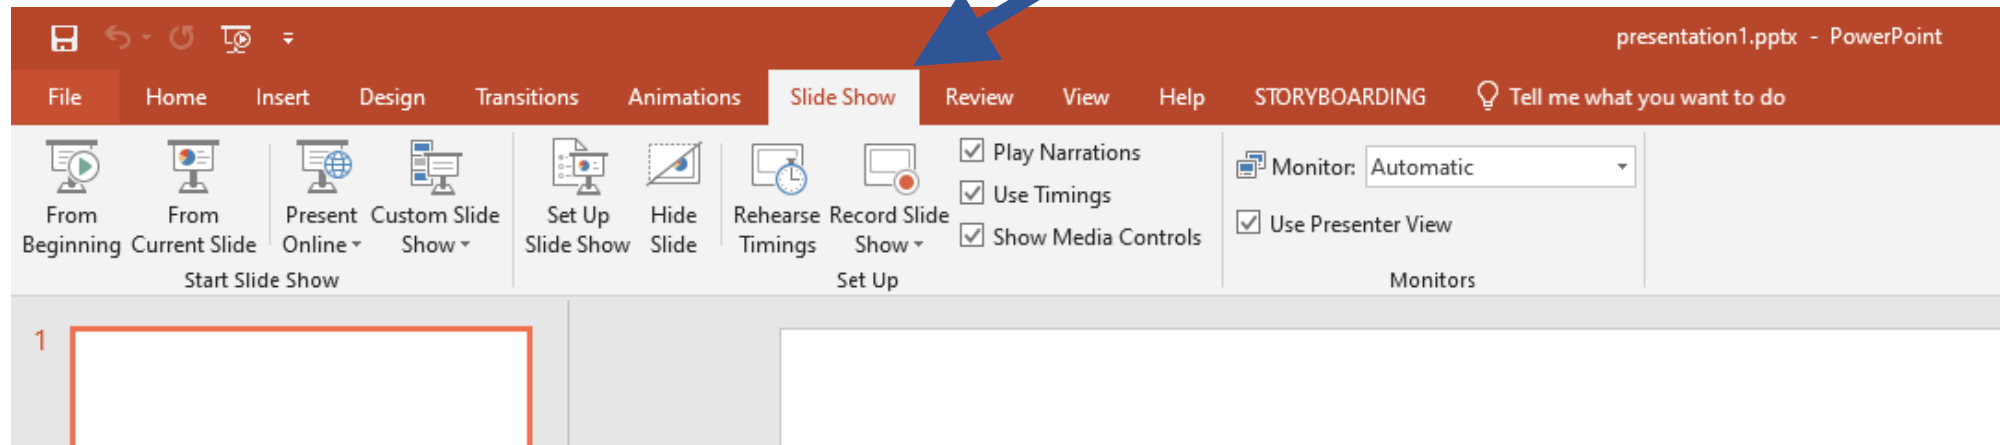 presentation1.pptx - PowerPoint
File Home Insert Design Transitions Animations Slide Show Review View Help STORYBOARDING Tell me what you want to do
From Beginning
From Current Slide
Present Online
Custom Slide Show
Start Slide Show
Set Up Slide Show
Hide Slide
Rehearse Timings
Record Slide Show
Play Narrations
Use Timings
Show Media Controls
Set Up
Monitor: Automatic
Use Presenter View
Monitors
1